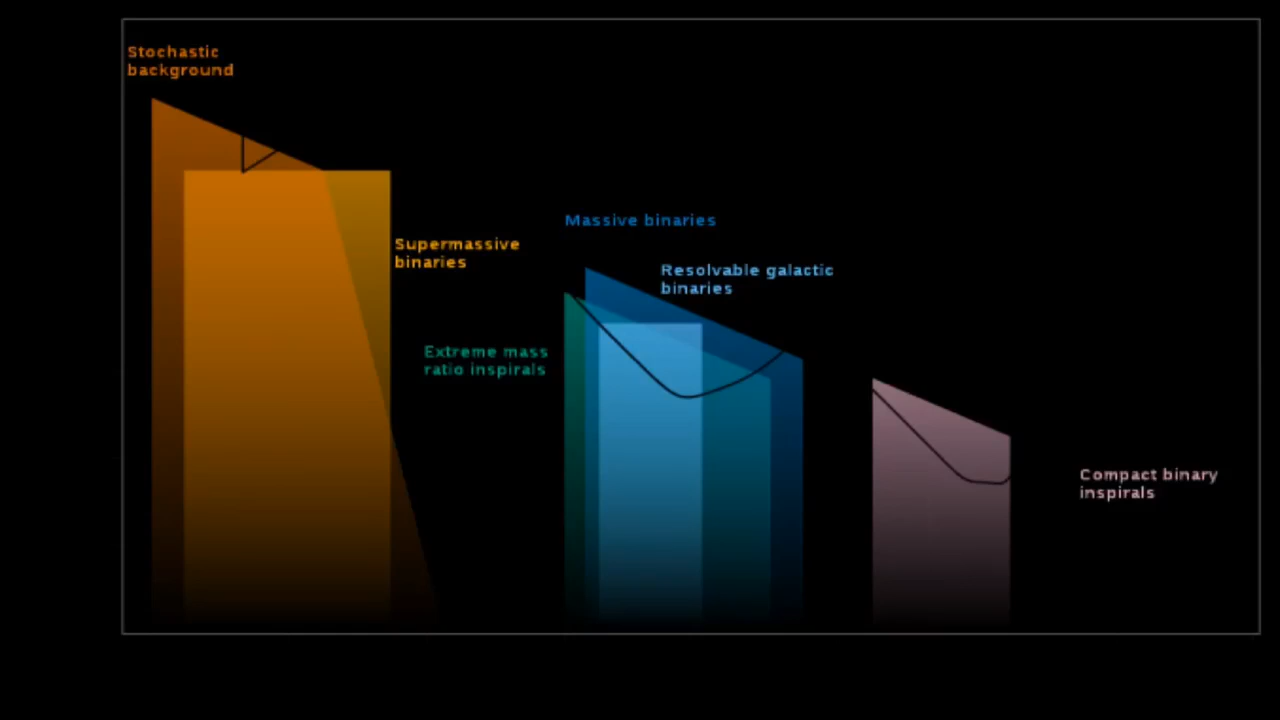 Stochastic
background
Supermassive
binaries
Massive binaries
Resolvable galactic
binaries
Extreme mass
ratio inspirals
Compact binary
inspirals